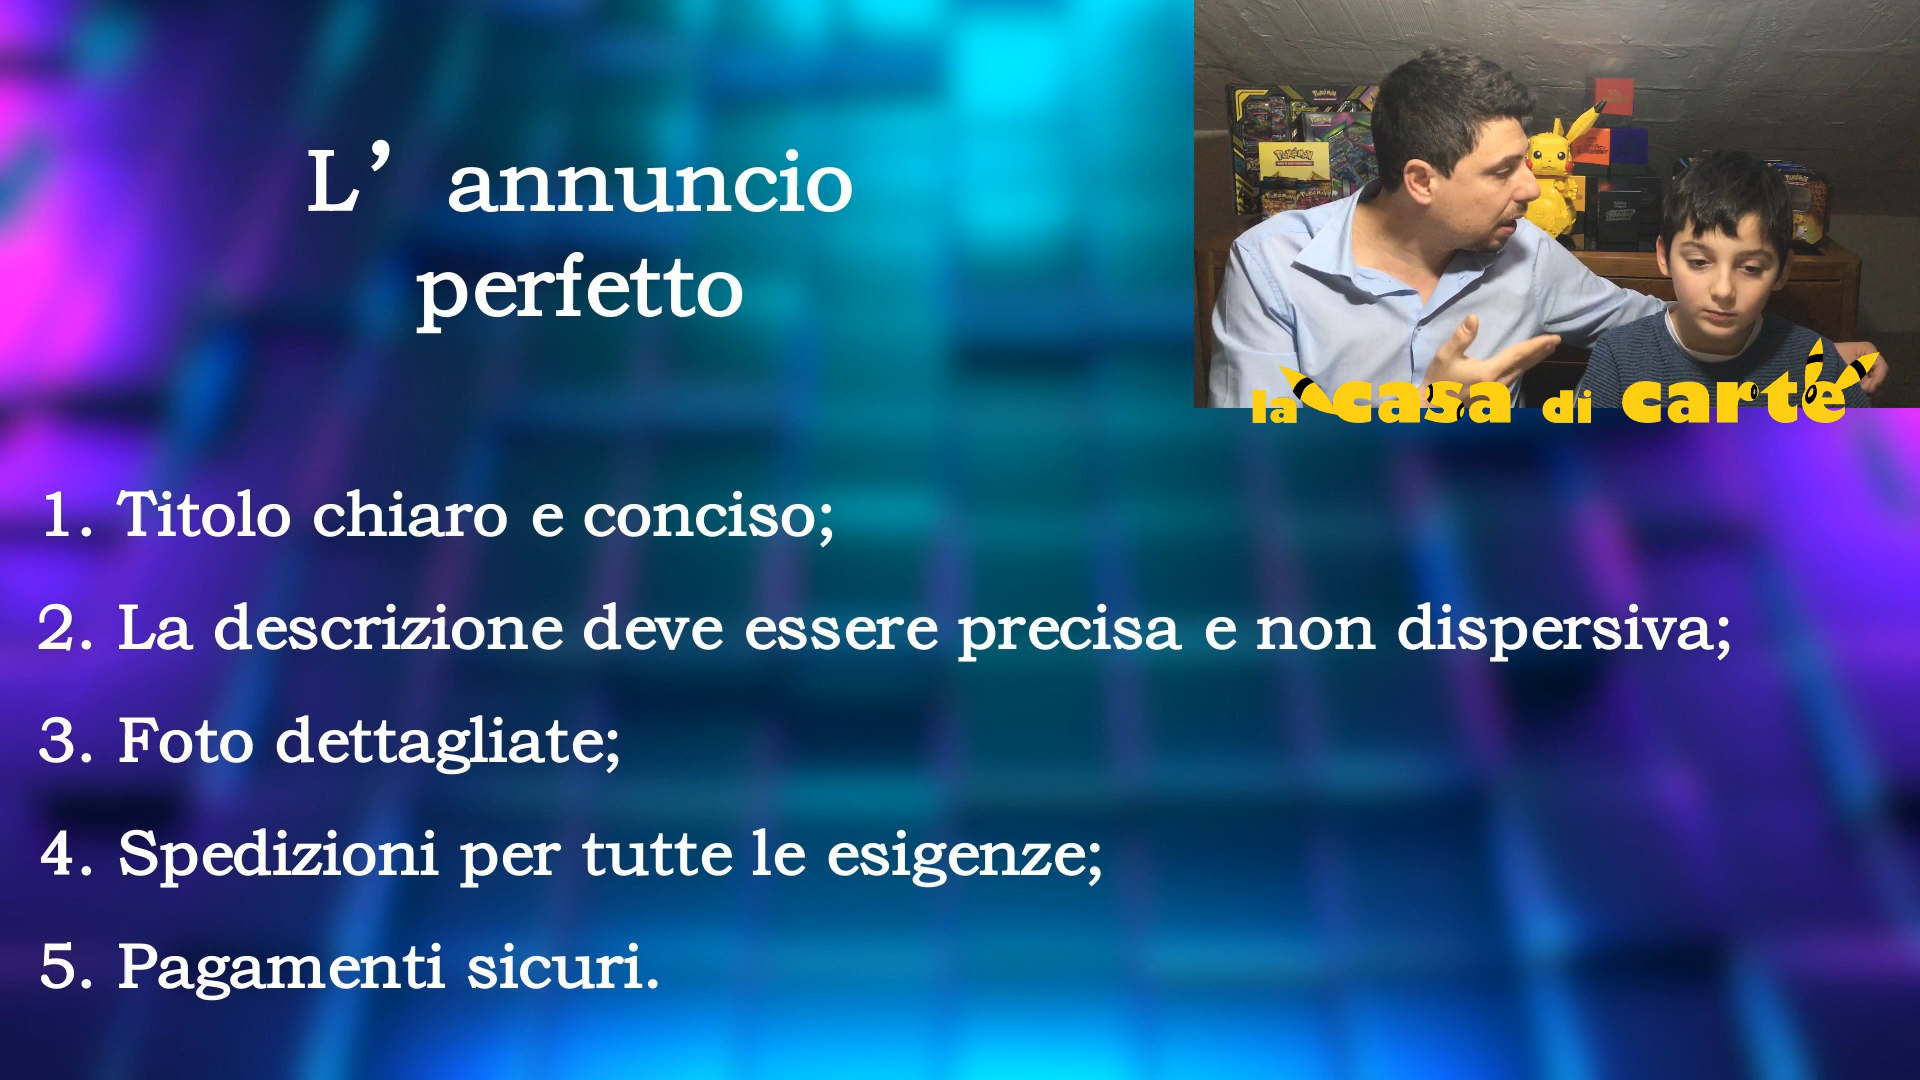 L’ annuncio
perfetto
POKéMON
la casa di carte
1. Titolo chiaro e conciso;
2. La descrizione deve essere precisa e non dispersiva;
3. Foto dettagliate;
4. Spedizioni per tutte le esigenze;
5. Pagamenti sicuri.